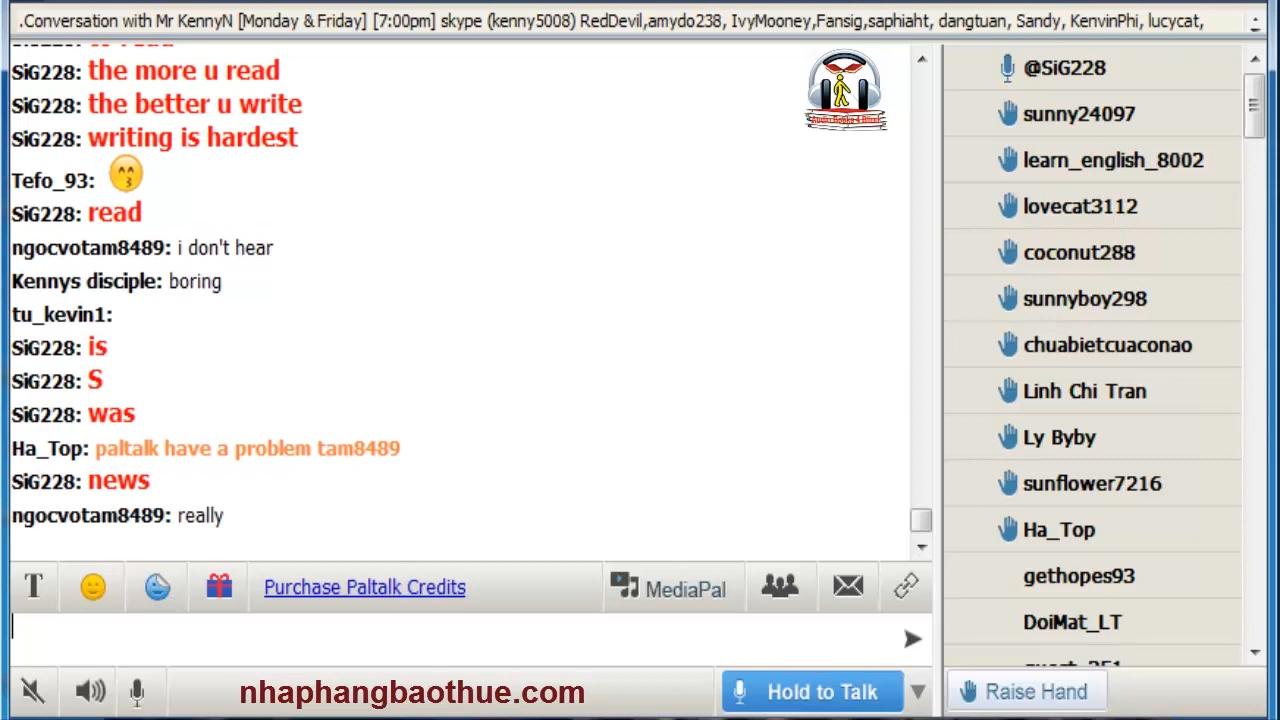 .Conversation with Mr KennyN [Monday & Friday] [7:00pm] skype (kenny5008) RedDevil,amydo238, IvyMooney,Fansig,saphiaht, dangtuan, Sandy, KenvinPhi, lucycat,
SiG228: the more u read
SiG228: the better u write
SiG228: writing is hardest
Tefo_93:
SiG228: read
ngocvotam8489: i don't hear
Kennys disciple: boring
tu_kevin1:
SiG228: is
SiG228: S
SiG228: was
Ha_Top: paltalk have a problem tam8489
SiG228: news
ngocvotam8489: really
Audio Books 4 Blind
T
Purchase Paltalk Credits
MediaPal
nhaphangbaothue.com
Hold to Talk
@SiG228
sunny24097
learn_english_8002
lovecat3112
coconut288
sunnyboy298
chuabietcuaconao
Linh Chi Tran
Ly Byby
sunflower7216
Ha_Top
gethopes93
DoiMat_LT
Raise Hand